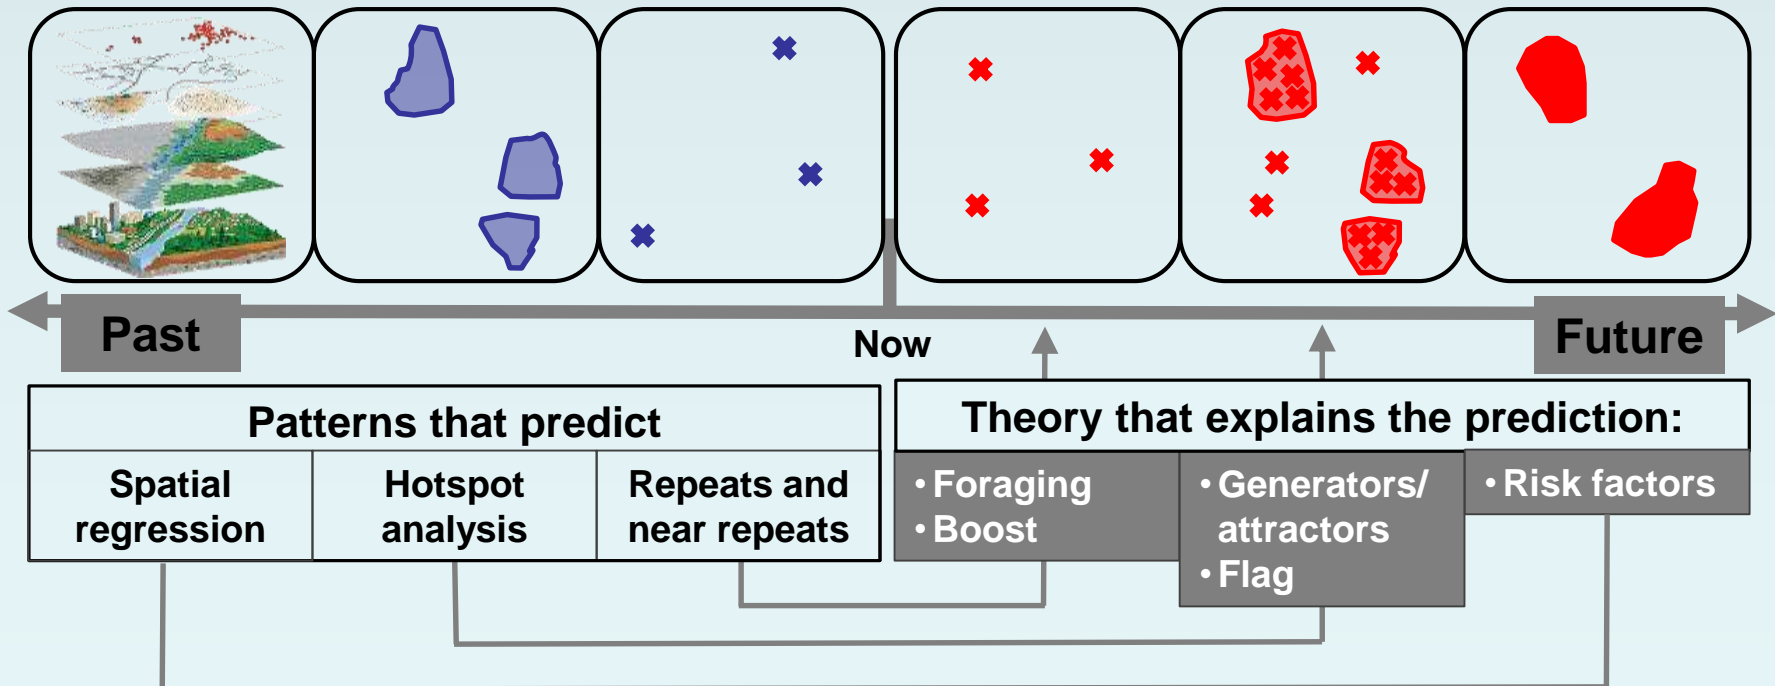 Past
Now
Future
Patterns that predict
Spatial
regression
Hotspot
analysis
Repeats and
near repeats
Theory that explains the prediction:
• Foraging
• Boost
• Generators/
attractors
• Flag
• Risk factors